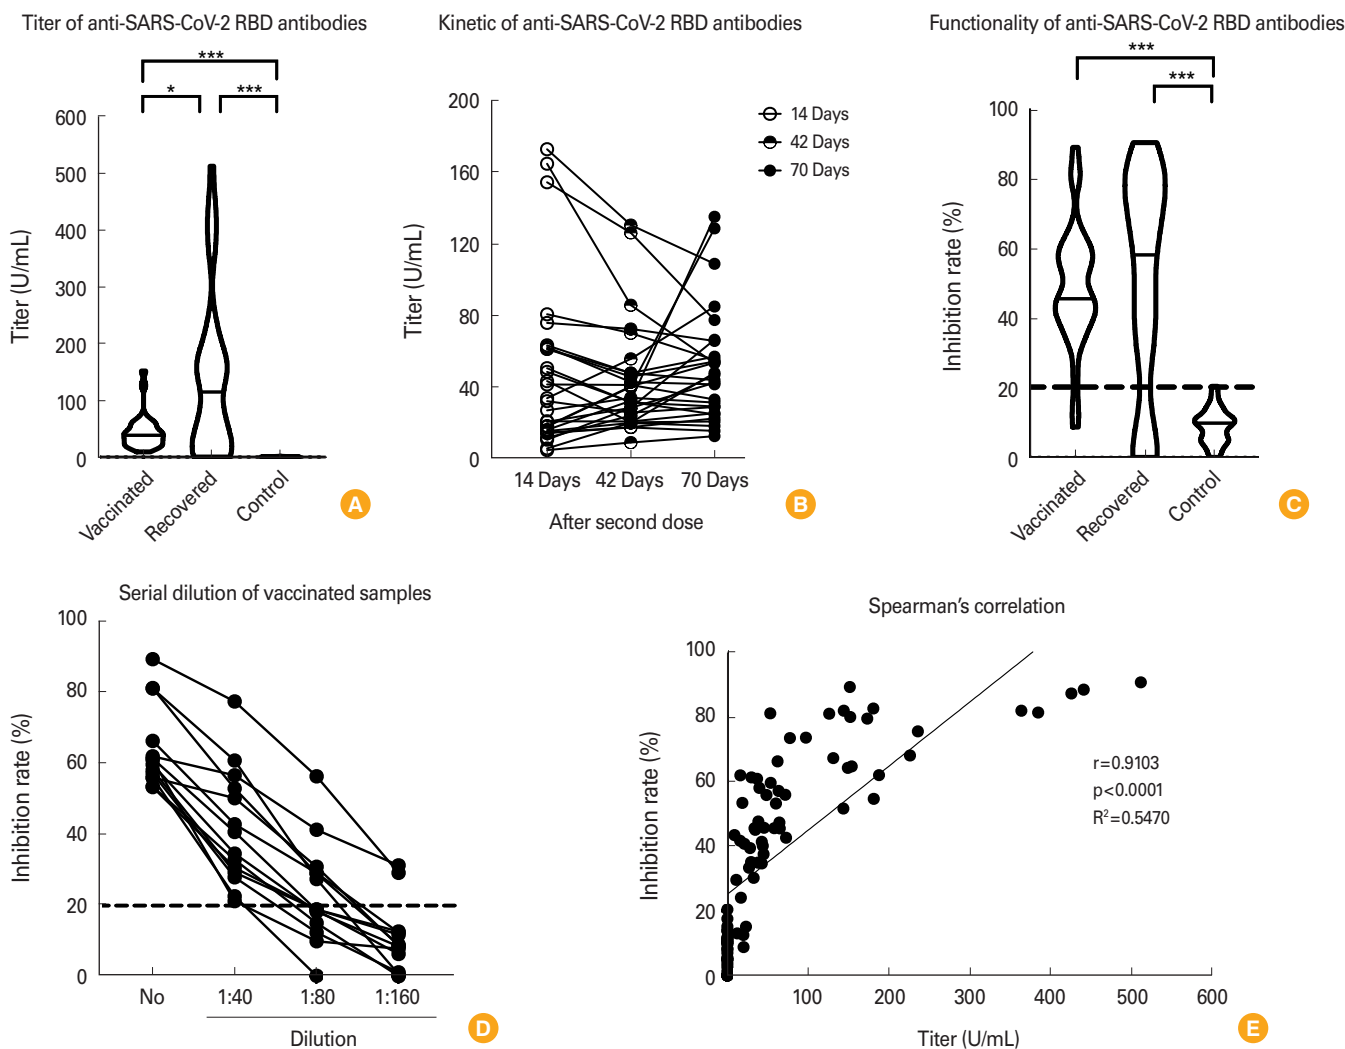 Titer of anti-SARS-CoV-2 RBD antibodies
***
*
***
600
500
400
300
200
100
0
Titer (U/mL)
Vaccinated
Recovered
Control
A
Kinetic of anti-SARS-CoV-2 RBD antibodies
200
160
120
80
40
0
Titer (U/mL)
14 Days
42 Days
70 Days
14 Days
42 Days
70 Days
After second dose
B
Functionality of anti-SARS-CoV-2 RBD antibodies
***
***
100
80
60
40
20
0
Inhibition rate (%)
Vaccinated
Recovered
Control
C
Serial dilution of vaccinated samples
100
80
60
40
20
0
Inhibition rate (%)
No
1:40
1:80
1:160
Dilution
D
Spearman's correlation
100
80
60
40
20
0
Inhibition rate (%)
r=0.9103
p<0.0001
R²=0.5470
100
200
300
400
500
600
Titer (U/mL)
E